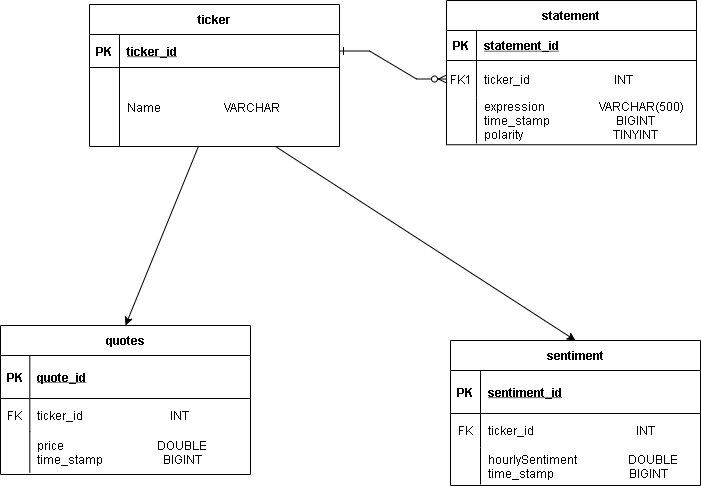 ticker
PK ticker_id
Name VARCHAR
statement
PK statement_id
FK1 ticker_id INT
expression VARCHAR(500)
time_stamp BIGINT
polarity TINYINT
quotes
PK quote_id
FK ticker_id INT
price DOUBLE
time_stamp BIGINT
sentiment
PK sentiment_id
FK ticker_id INT
hourlySentiment DOUBLE
time_stamp BIGINT